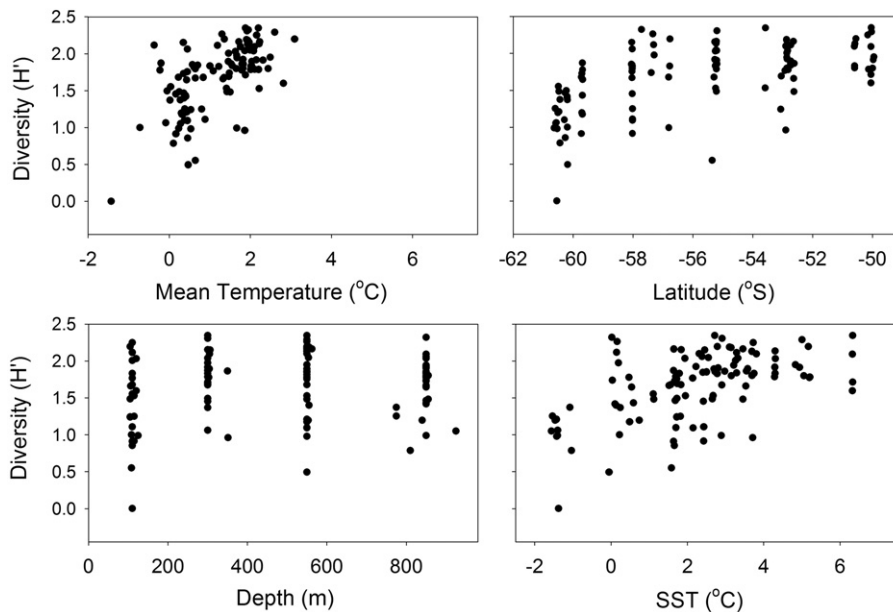 Diversity (H')
2.5
2.0
1.5
1.0
0.5
0.0
-2 0 2 4 6
Mean Temperature (°C)
-62 -60 -58 -56 -54 -52 -50
Latitude (°S)
Diversity (H')
2.5
2.0
1.5
1.0
0.5
0.0
0 200 400 600 800
Depth (m)
-2 0 2 4 6
SST (°C)